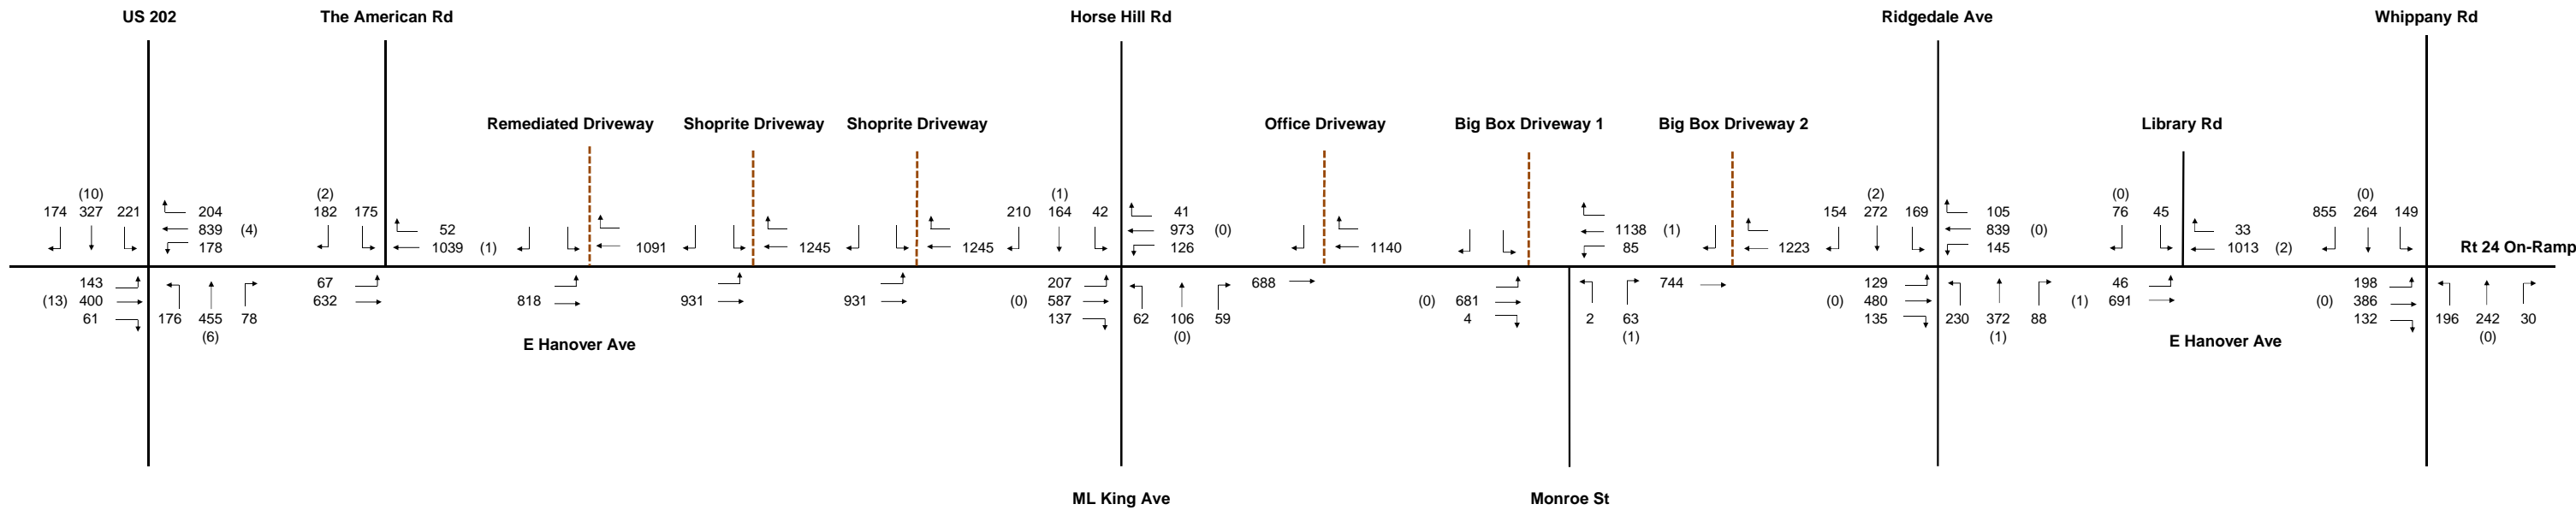 US 202 The American Rd Horse Hill Rd Ridgedale Ave Whippany Rd
Remediated Driveway Shoprite Driveway Shoprite Driveway Office Driveway Big Box Driveway 1 Big Box Driveway 2 Library Rd
(10) (2) (1) (2) (0) (0)
174 327 221 204 182 175 210 164 42 41 154 272 169 105 76 45 855 264 149
839 (4) 52 973 (0) 1138 (1) 839 (0) 33
178 1039 (1) 1091 1245 1245 126 1140 85 1223 145 1013 (2) Rt 24 On-Ramp
143 67 207 688 744 129 46 198
(13) 400 632 818 931 931 (0) 587 (0) 681 (0) 480 (1) 691 (0) 386
61 176 455 78 137 62 106 59 4 2 63 135 230 372 88 132 196 242 30
(6) (0) (1) (1) (0)
E Hanover Ave E Hanover Ave
ML King Ave Monroe St